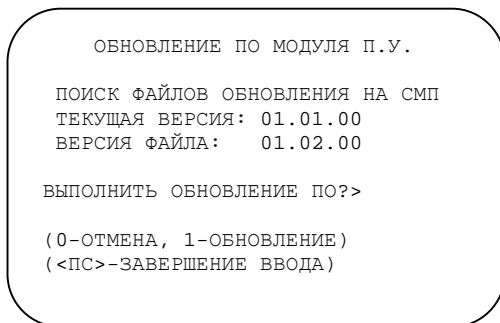 ОБНОВЛЕНИЕ ПО МОДУЛЯ П.У.
ПОИСК ФАЙЛОВ ОБНОВЛЕНИЯ НА СМП
ТЕКУЩАЯ ВЕРСИЯ: 01.01.00
ВЕРСИЯ ФАЙЛА: 01.02.00
ВЫПОЛНИТЬ ОБНОВЛЕНИЕ ПО?>
(0-ОТМЕНА, 1-ОБНОВЛЕНИЕ)
(<ПС>-ЗАВЕРШЕНИЕ ВВОДА)